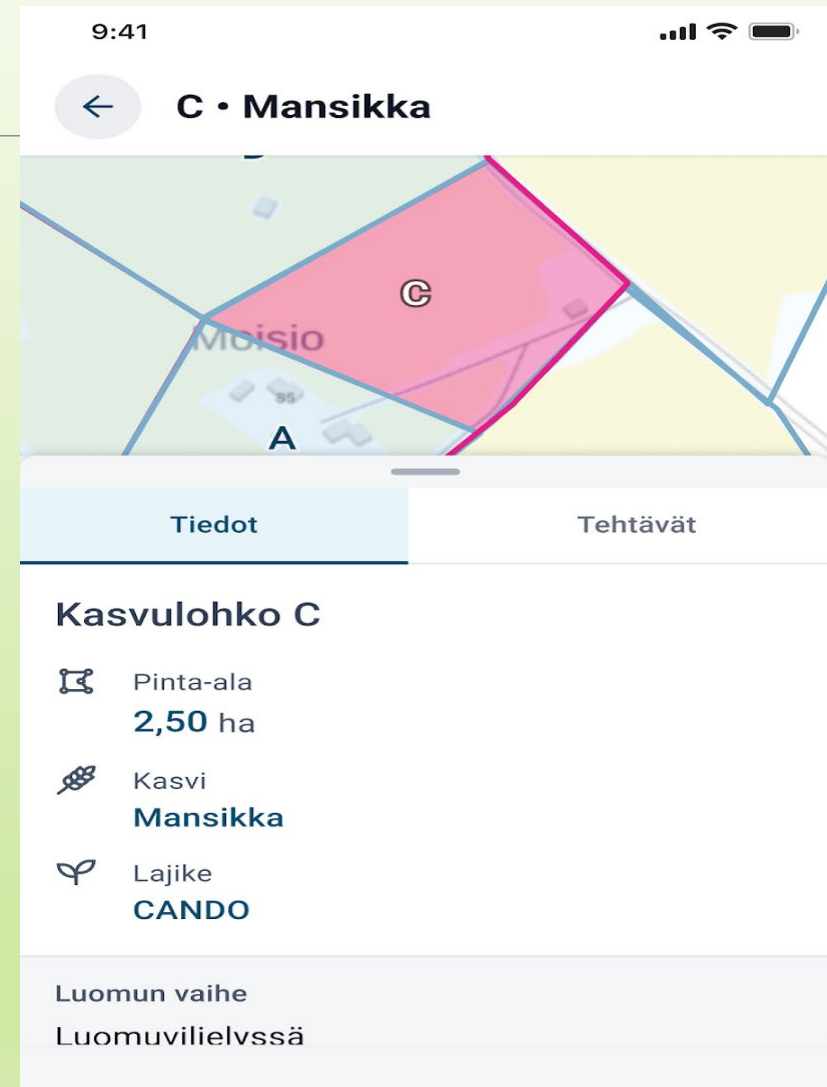 9:41
C • Mansikka
C
Moisio
85
A
Tiedot
Tehtävät
Kasvulohko C
Pinta-ala
2,50 ha
Kasvi
Mansikka
Lajike
CANDO
Luomun vaihe
Luomuviljelyssä